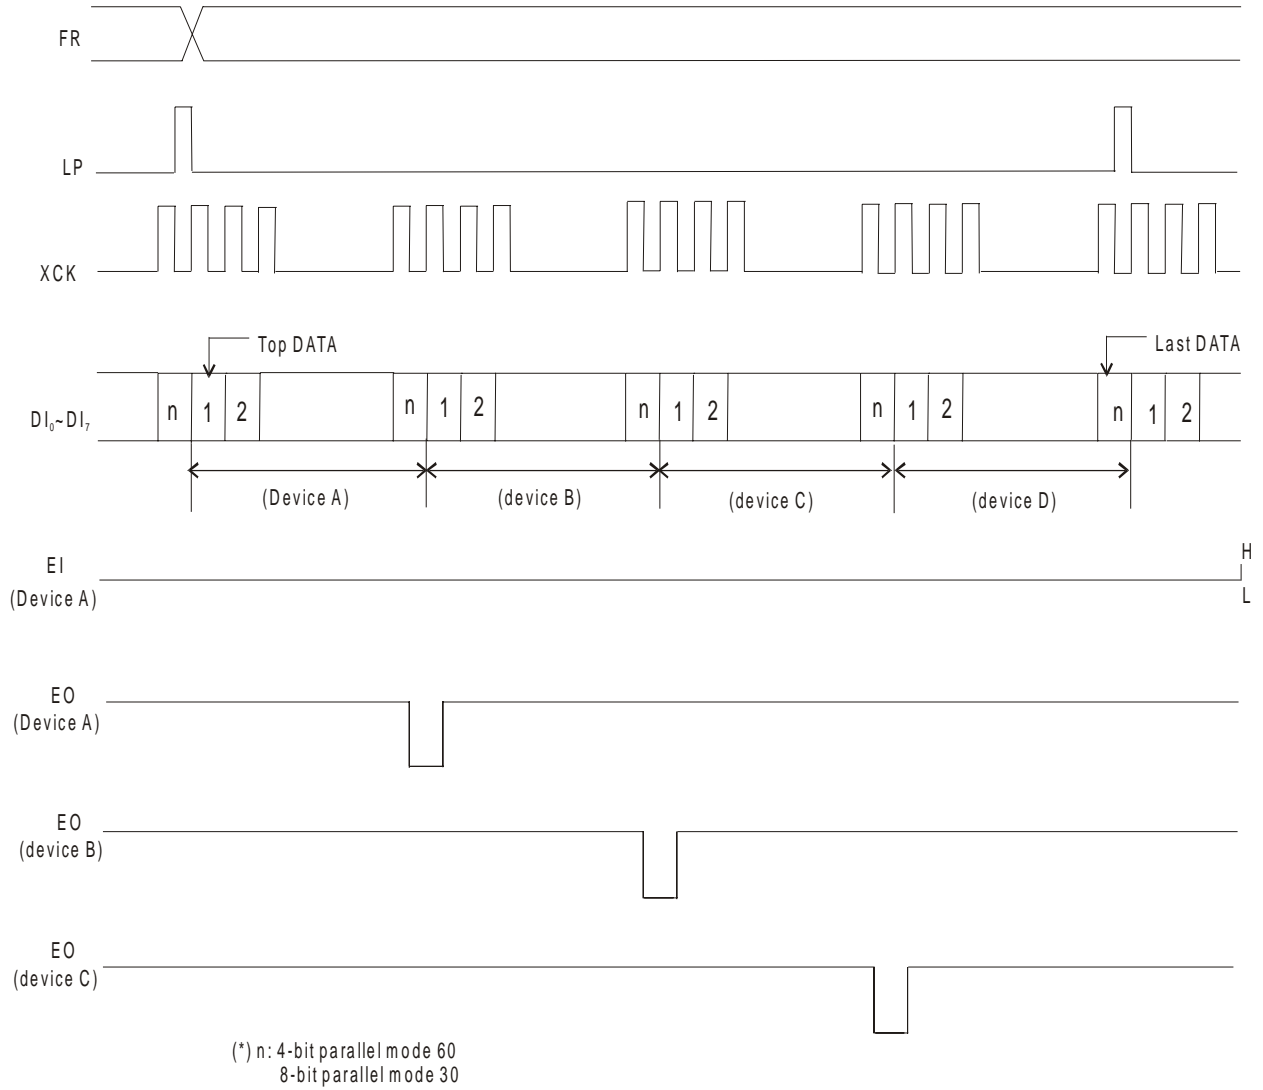 FR
LP
XCK
Top DATA
Last DATA
DI₀~DI₇
n 1 2 n 1 2 n 1 2 n 1 2 n 1 2
(Device A)
(device B)
(device C)
(device D)
EI
(Device A)
H
L
EO
(Device A)
EO
(device B)
EO
(device C)
(*) n: 4-bit parallel mode 60
8-bit parallel mode 30